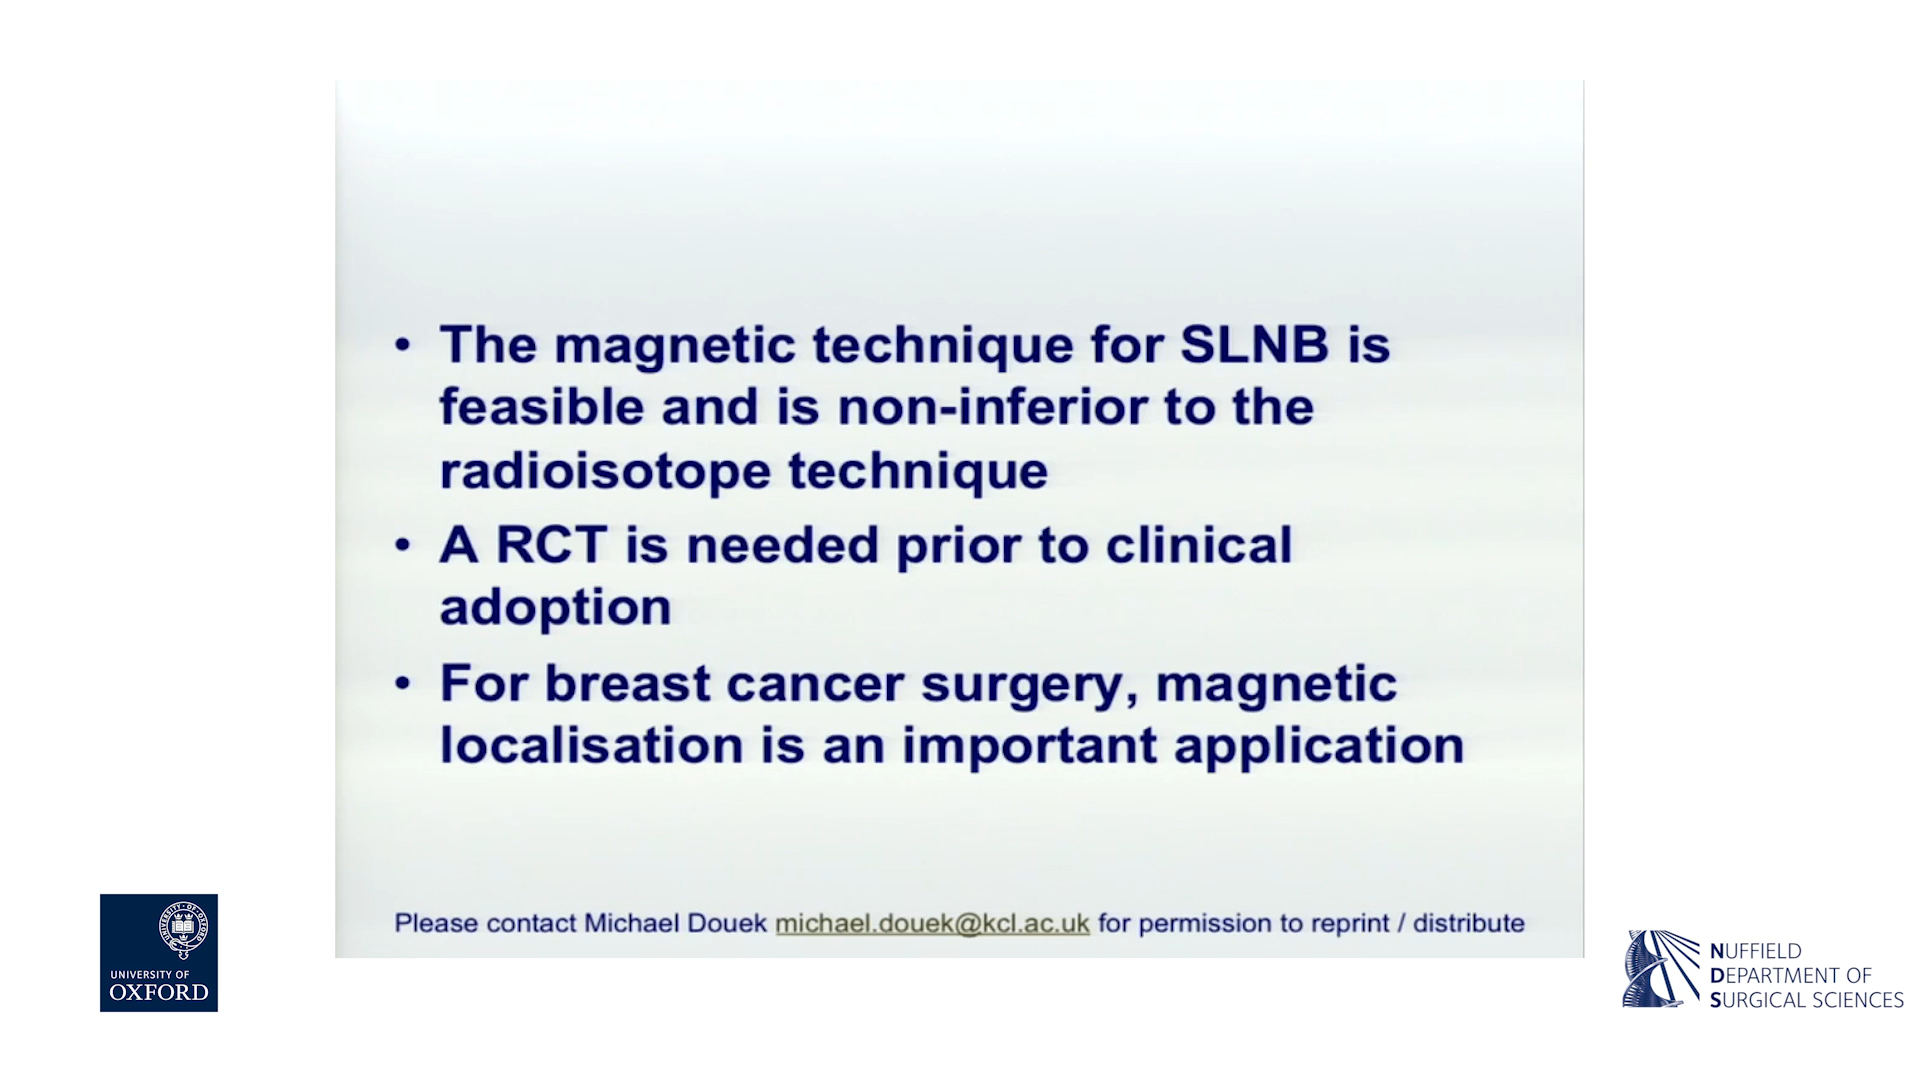 • The magnetic technique for SLNB is
feasible and is non-inferior to the
radioisotope technique
• A RCT is needed prior to clinical
adoption
• For breast cancer surgery, magnetic
localisation is an important application
Please contact Michael Douek michael.douek@kcl.ac.uk for permission to reprint / distribute
UNIVERSITY OF
OXFORD
NUFFIELD
DEPARTMENT OF
SURGICAL SCIENCES